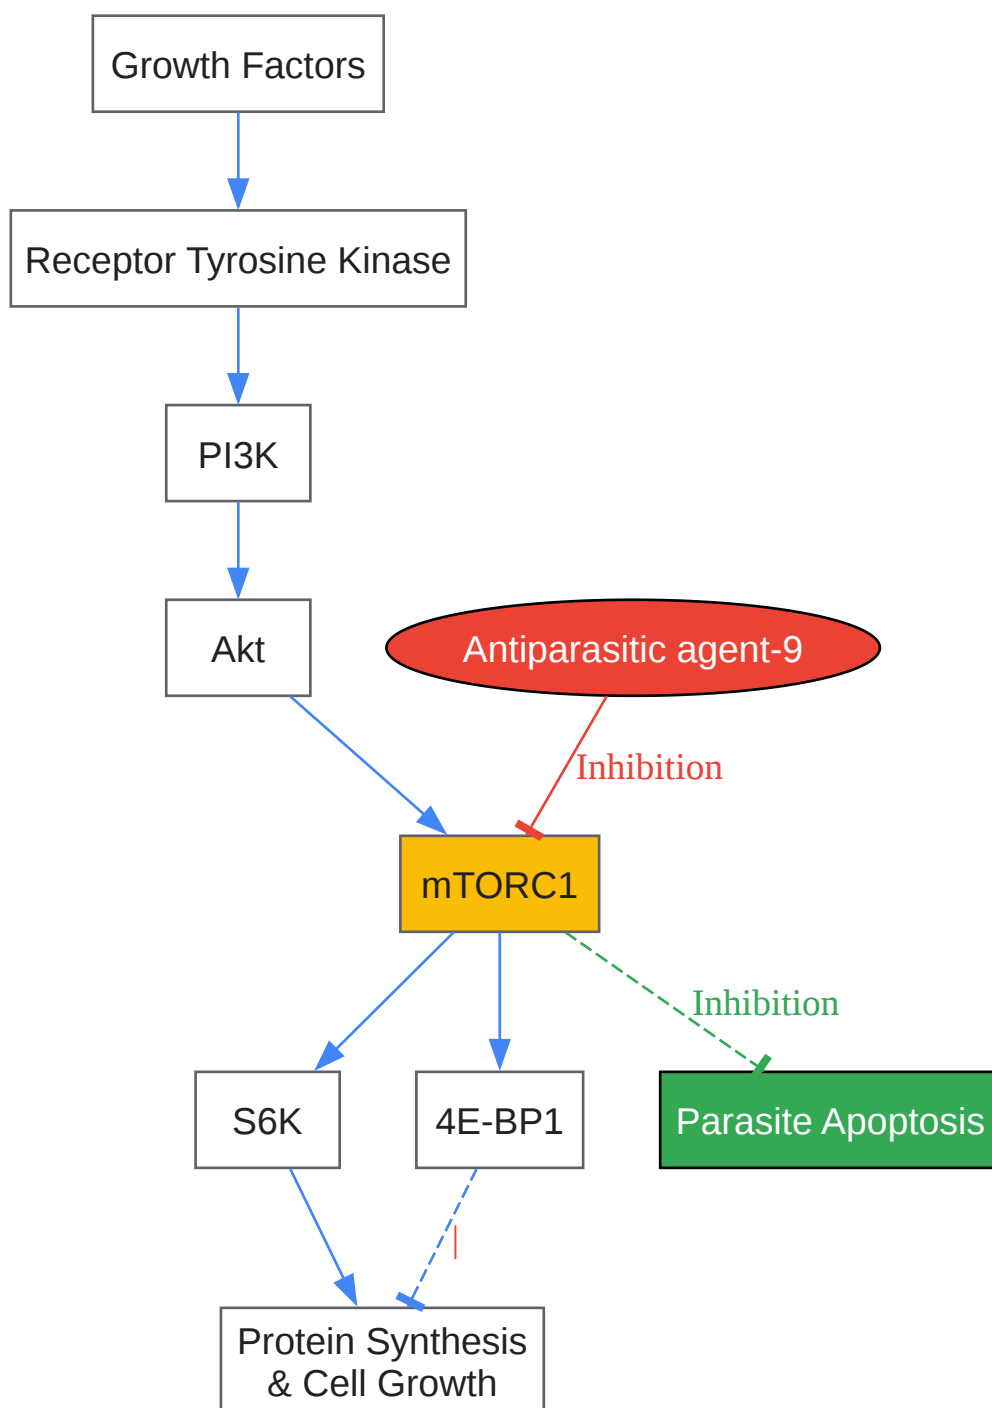 Growth Factors
Receptor Tyrosine Kinase
PI3K
Akt
Antiparasitic agent-9
Inhibition
mTORC1
Inhibition
S6K
4E-BP1
Parasite Apoptosis
|
Protein Synthesis
& Cell Growth